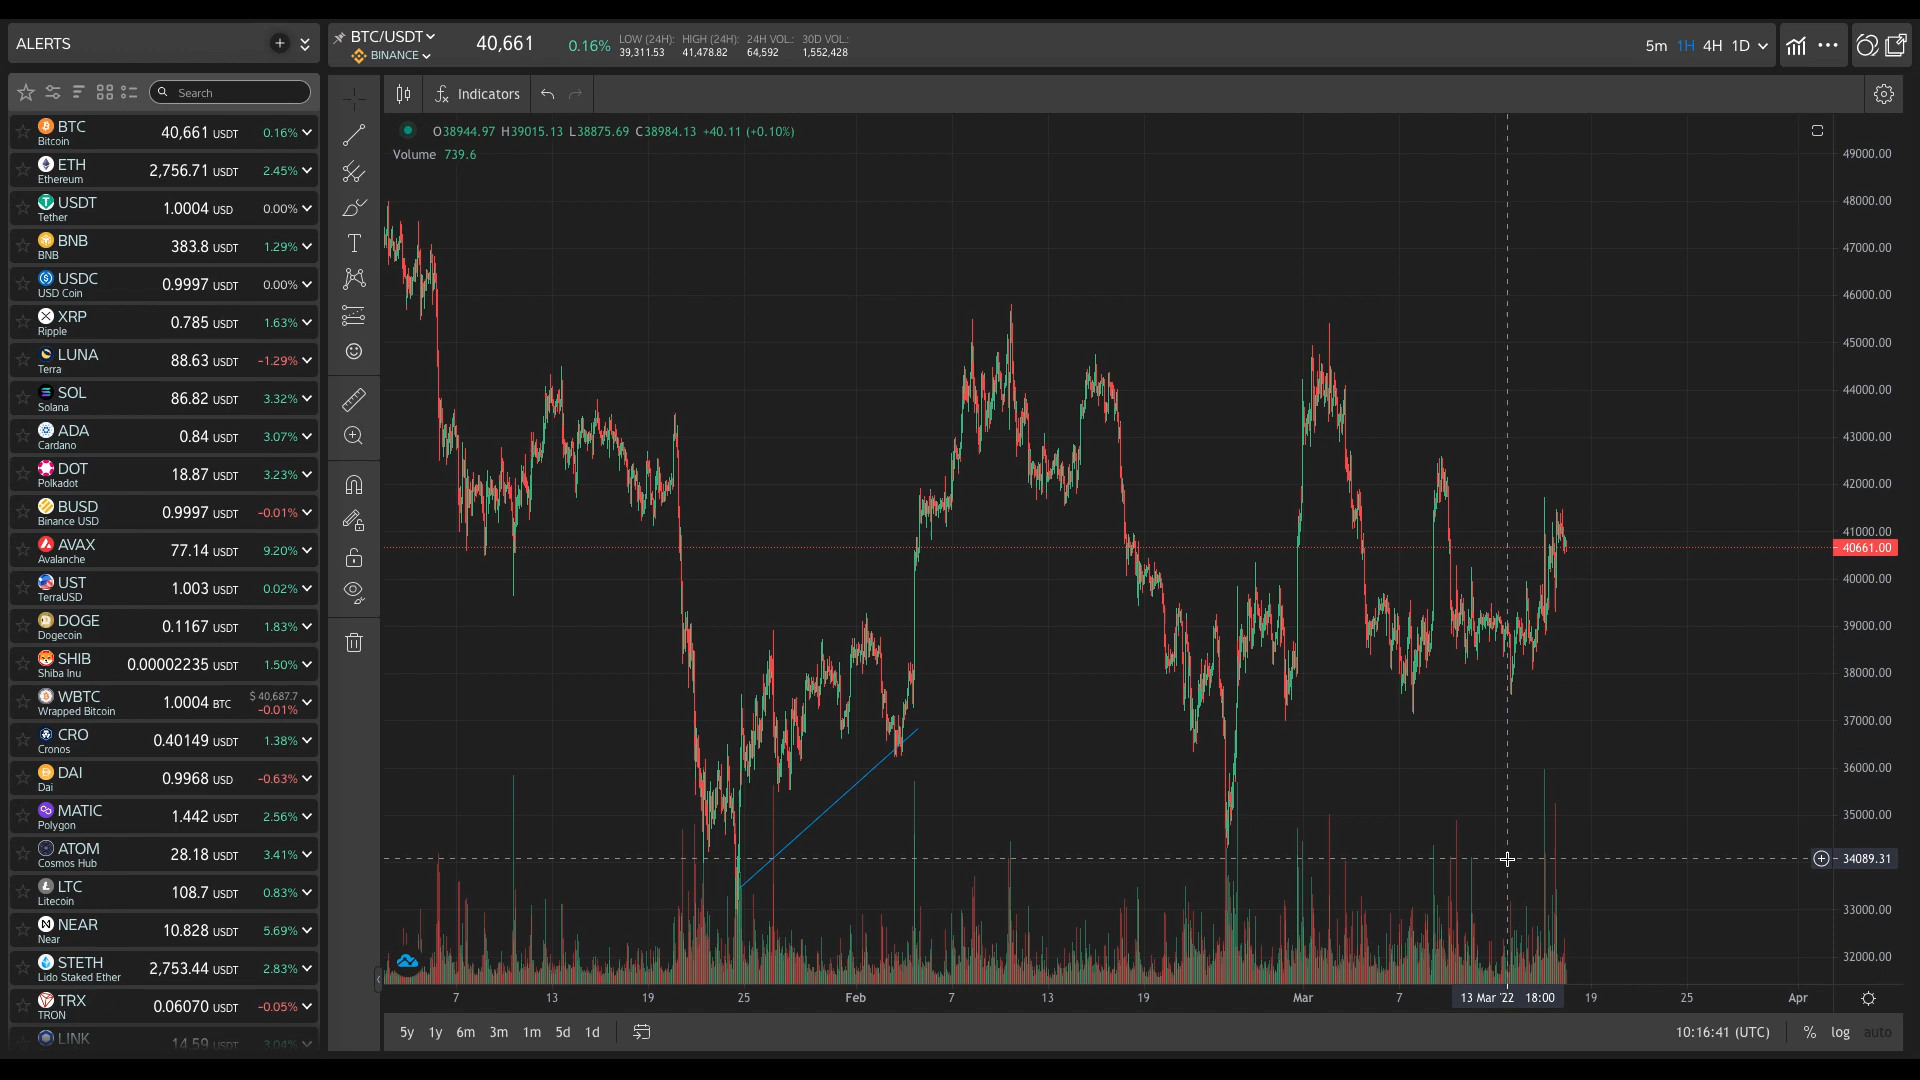 ALERTS
BTC/USDT
BINANCE
40,661
0.16%
LOW (24H): HIGH (24H): 24H VOL.: 30D VOL.:
39,311.53 41,478.82 64,592 1,552,428
5m 1H 4H 1D
Search
Indicators
BTC 40,661 USDT 0.16%
Bitcoin
ETH 2,756.71 USDT 2.45%
Ethereum
USDT 1.0004 USD 0.00%
Tether
BNB 383.8 USDT 1.29%
BNB
USDC 0.9997 USDT 0.00%
USD Coin
XRP 0.785 USDT 1.63%
Ripple
LUNA 88.63 USDT -1.29%
Terra
SOL 86.82 USDT 3.32%
Solana
ADA 0.84 USDT 3.07%
Cardano
DOT 18.87 USDT 3.23%
Polkadot
BUSD 0.9997 USDT -0.01%
Binance USD
AVAX 77.14 USDT 9.20%
Avalanche
UST 1.003 USDT 0.02%
TerraUSD
DOGE 0.1167 USDT 1.83%
Dogecoin
SHIB 0.00002235 USDT 1.50%
Shiba Inu
WBTC 1.0004 BTC $ 40,687.7
Wrapped Bitcoin -0.01%
CRO 0.40149 USDT 1.38%
Cronos
DAI 0.9968 USD -0.63%
Dai
MATIC 1.442 USDT 2.56%
Polygon
ATOM 28.18 USDT 3.41%
Cosmos Hub
LTC 108.7 USDT 0.83%
Litecoin
NEAR 10.828 USDT 5.69%
Near
STETH 2,753.44 USDT 2.83%
Lido Staked Ether
TRX 0.06070 USDT -0.05%
TRON
LINK 14.59 USDT 3.04%
O38944.97 H39015.13 L38875.69 C38984.13 +40.11 (+0.10%)
Volume 739.6
49000.00
48000.00
47000.00
46000.00
45000.00
44000.00
43000.00
42000.00
41000.00
40661.00
40000.00
39000.00
38000.00
37000.00
36000.00
35000.00
34089.31
33000.00
32000.00
7 13 19 25 Feb 7 13 19 Mar 7 13 Mar '22 18:00 19 25 Apr
5y 1y 6m 3m 1m 5d 1d
10:16:41 (UTC) % log auto